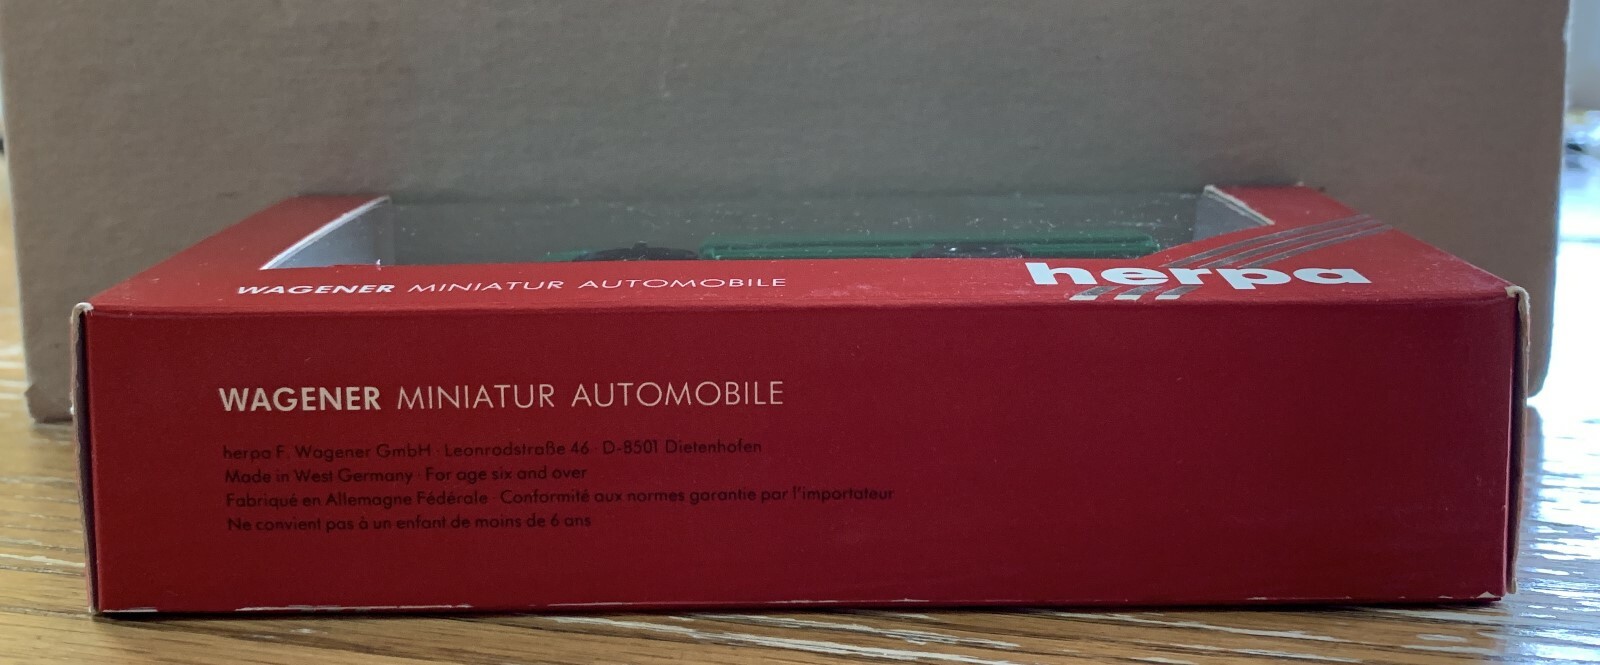 WAGENER MINIATUR AUTOMOBILE
herpa
WAGENER MINIATUR AUTOMOBILE
herpa F. Wagener GmbH · Leonrodstraße 46 · D-8501 Dietenhofen
Made in West Germany · For age six and over
Fabriqué en Allemagne Fédérale · Conformité aux normes garantie par l'importateur
Ne convient pas à un enfant de moins de 6 ans